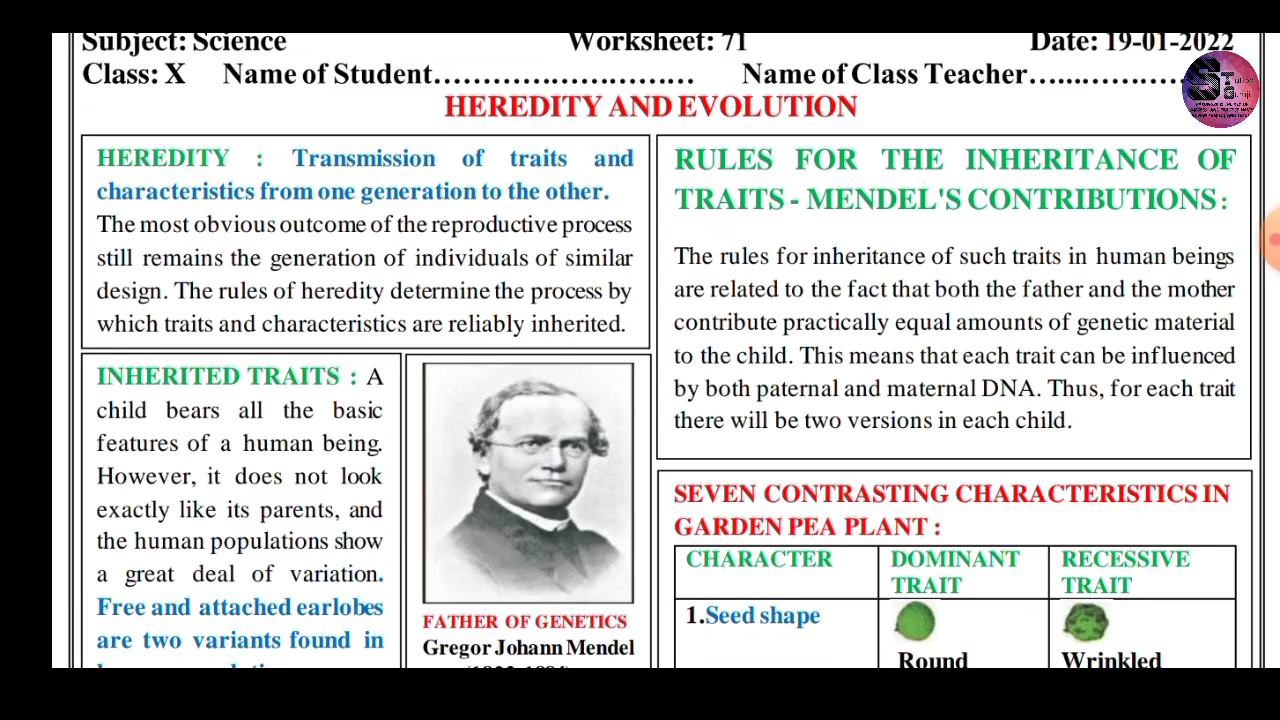 Subject: Science Worksheet: 71 Date: 19-01-2022
Class: X Name of Student.............................. Name of Class Teacher..................
HEREDITY AND EVOLUTION
HEREDITY : Transmission of traits and
characteristics from one generation to the other.
The most obvious outcome of the reproductive process
still remains the generation of individuals of similar
design. The rules of heredity determine the process by
which traits and characteristics are reliably inherited.
INHERITED TRAITS : A
child bears all the basic
features of a human being.
However, it does not look
exactly like its parents, and
the human populations show
a great deal of variation.
Free and attached earlobes
are two variants found in
FATHER OF GENETICS
Gregor Johann Mendel
RULES FOR THE INHERITANCE OF
TRAITS - MENDEL'S CONTRIBUTIONS :
The rules for inheritance of such traits in human beings
are related to the fact that both the father and the mother
contribute practically equal amounts of genetic material
to the child. This means that each trait can be influenced
by both paternal and maternal DNA. Thus, for each trait
there will be two versions in each child.
SEVEN CONTRASTING CHARACTERISTICS IN
GARDEN PEA PLANT :
CHARACTER DOMINANT RECESSIVE
TRAIT TRAIT
1.Seed shape
Round Wrinkled